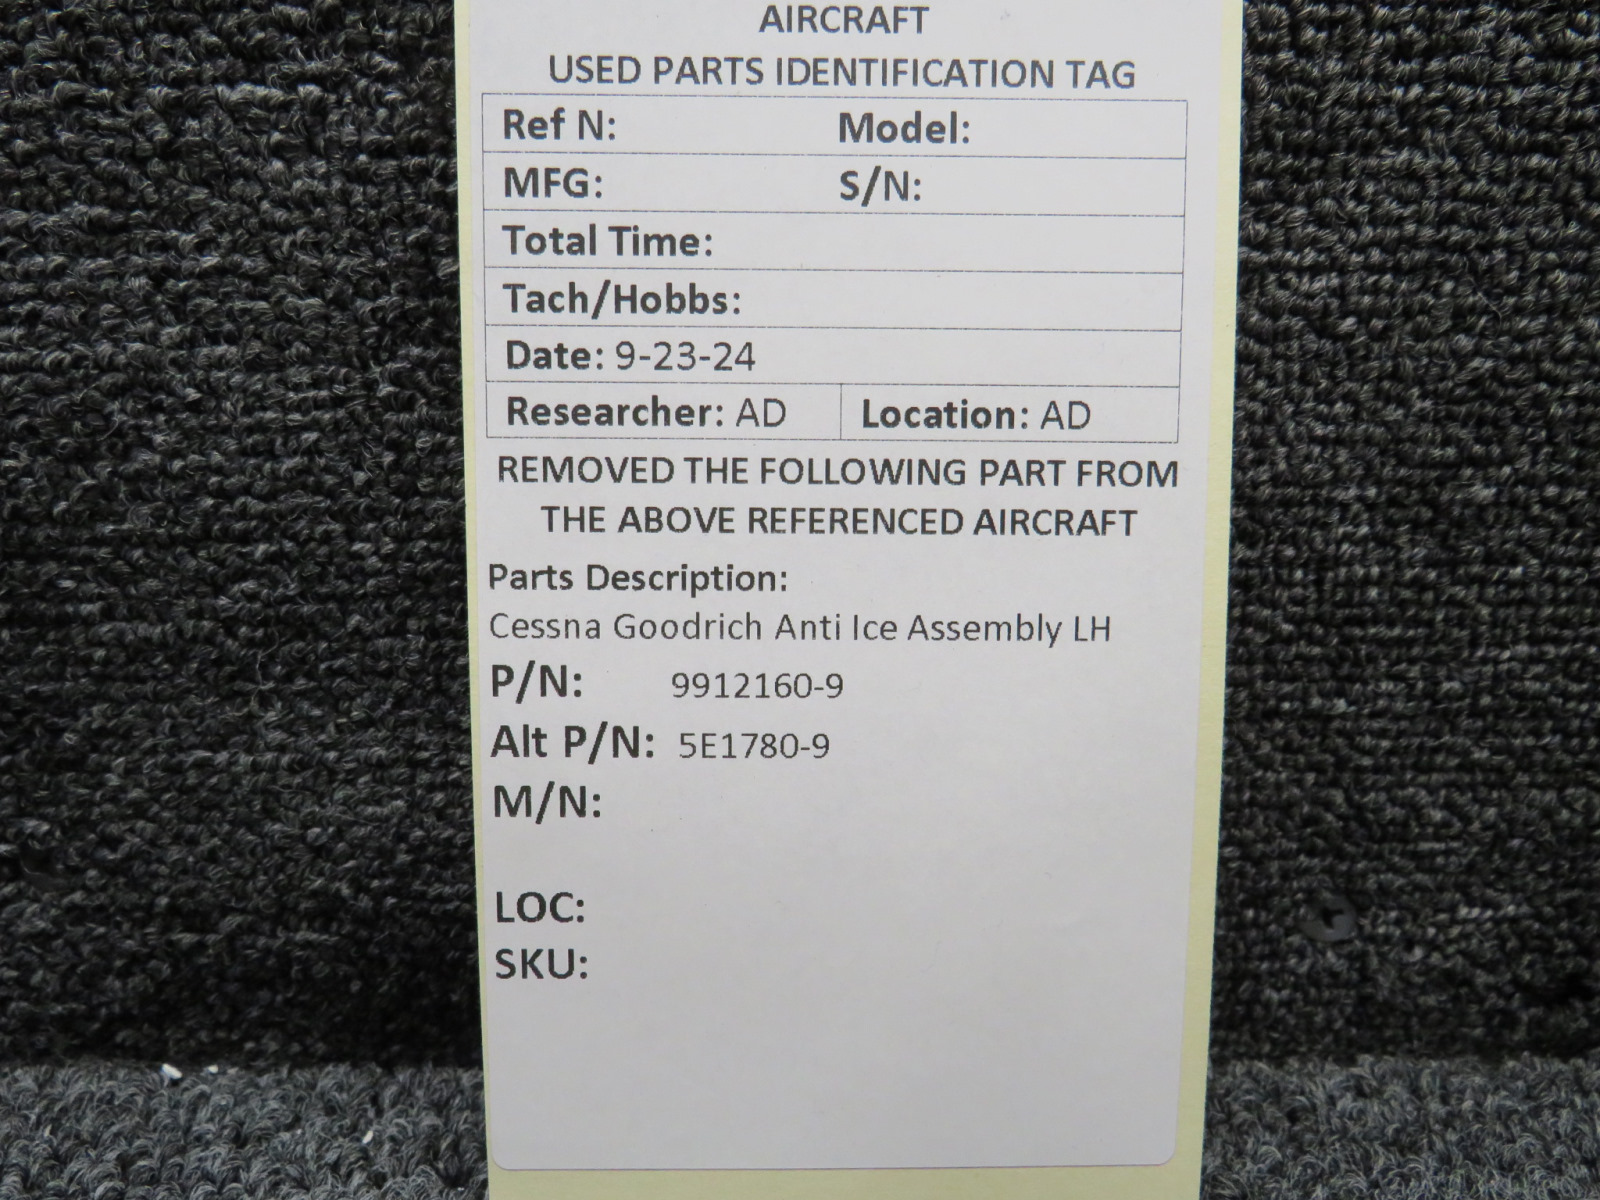 AIRCRAFT
USED PARTS IDENTIFICATION TAG
Ref N: Model:
MFG: S/N:
Total Time:
Tach/Hobbs:
Date: 9-23-24
Researcher: AD Location: AD
REMOVED THE FOLLOWING PART FROM
THE ABOVE REFERENCED AIRCRAFT
Parts Description:
Cessna Goodrich Anti Ice Assembly LH
P/N: 9912160-9
Alt P/N: 5E1780-9
M/N:
LOC:
SKU: